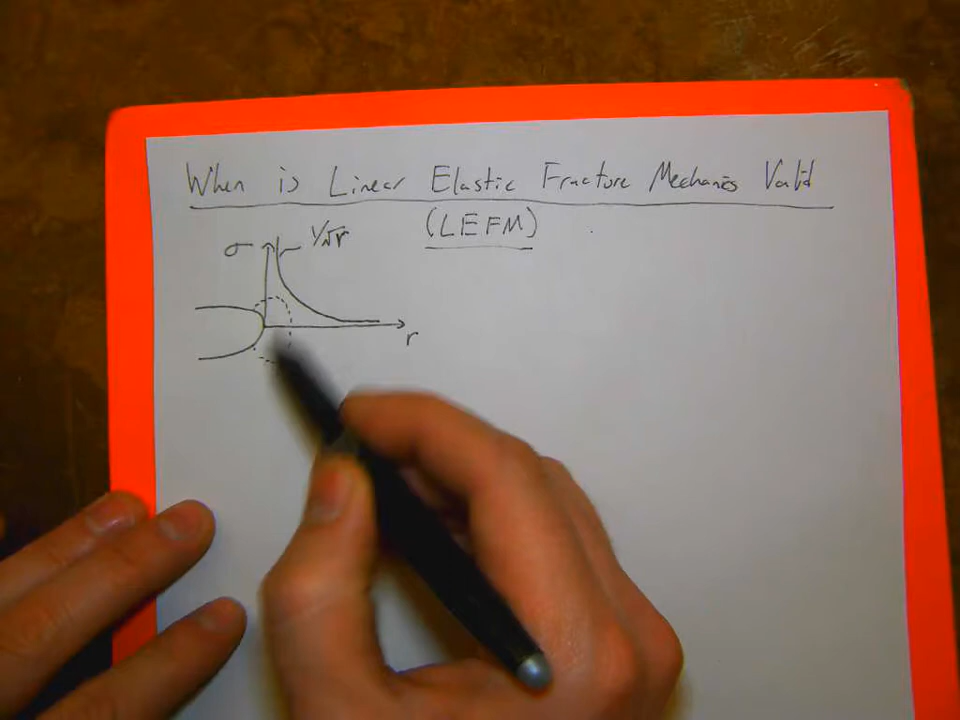 When is Linear Elastic Fracture Mechanics Valid
(LEFM)
σ 1/√r
r